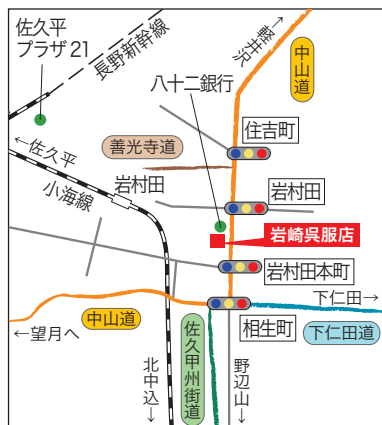 佐久平
プラザ21
長野新幹線
→軽井沢
中山道
八十二銀行
住吉町
善光寺道
←佐久平
小海線
岩村田
岩村田
岩崎呉服店
岩村田本町
下仁田→
中山道
相生町
下仁田道
←望月へ
佐久甲州街道
北中込→
野辺山→